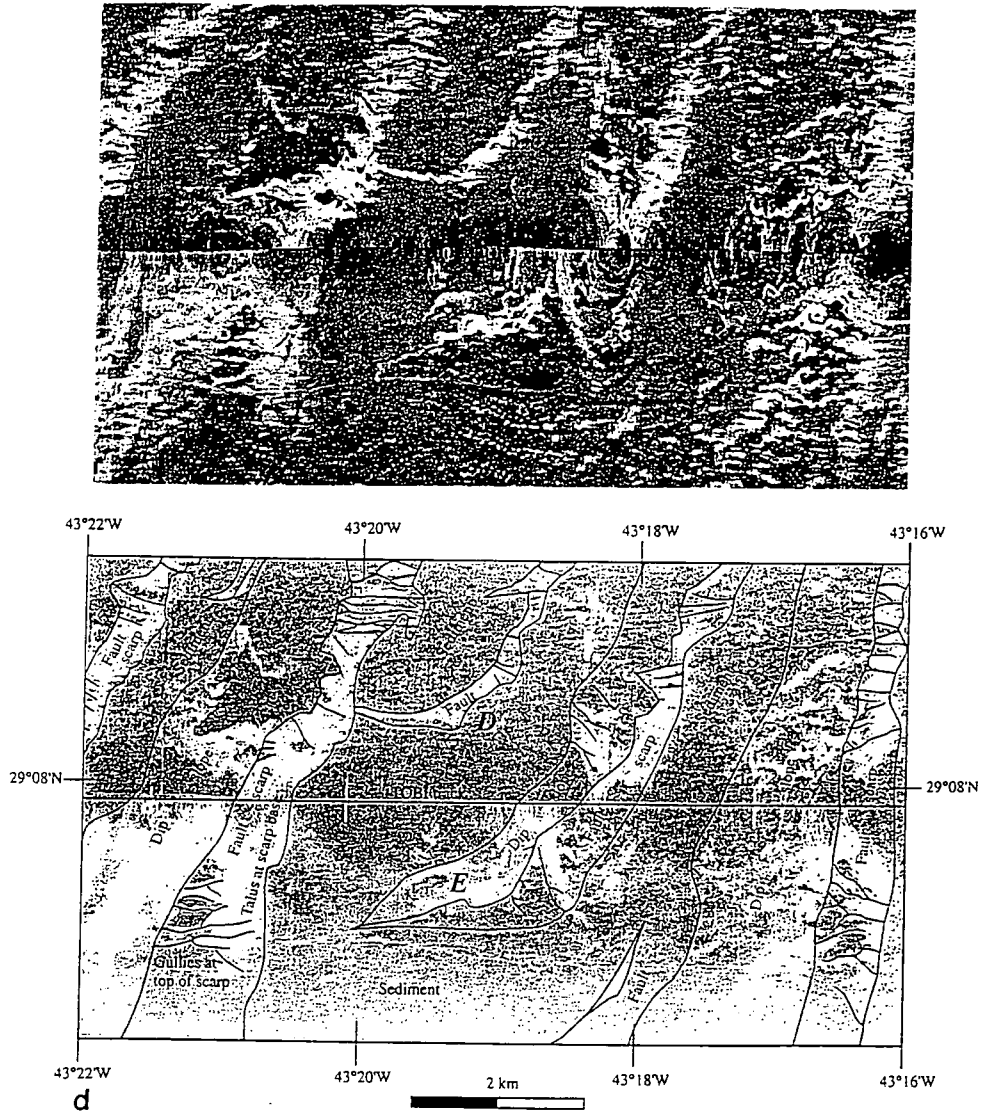 43°22'W 43°20'W 43°18'W 43°16'W
Fault scarp
Fault
D
29°08'N 29°08'N
scarp
Dip
Fault scarp
Talus at scarp base
Dip
E
Dip
Fault
Gullies at
top of scarp
Sediment
Fault
43°22'W 43°20'W 43°18'W 43°16'W
2 km
d